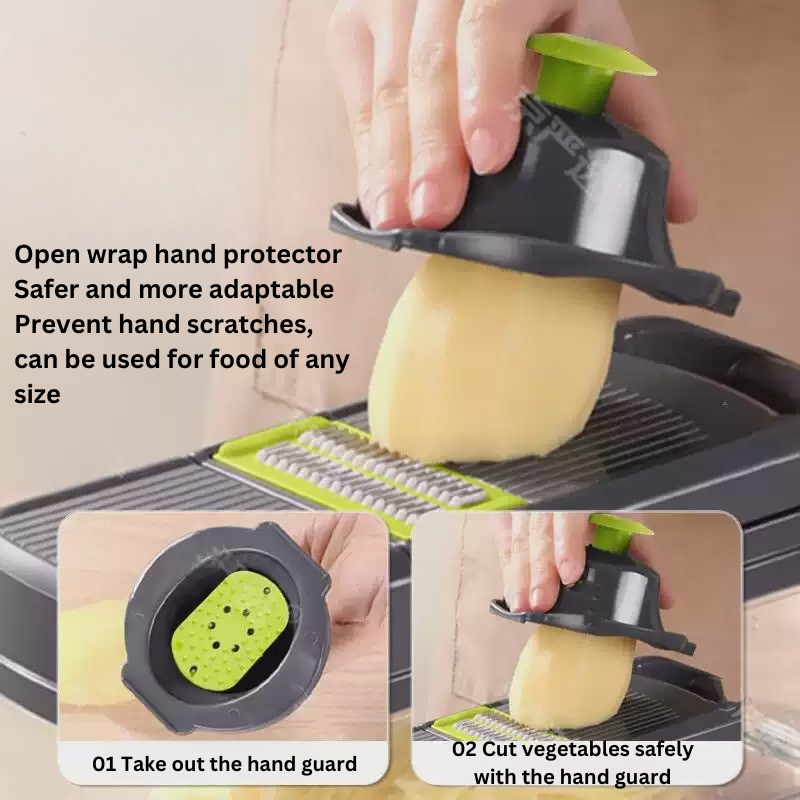 Open wrap hand protector
Safer and more adaptable
Prevent hand scratches,
can be used for food of any
size
01 Take out the hand guard
02 Cut vegetables safely
with the hand guard